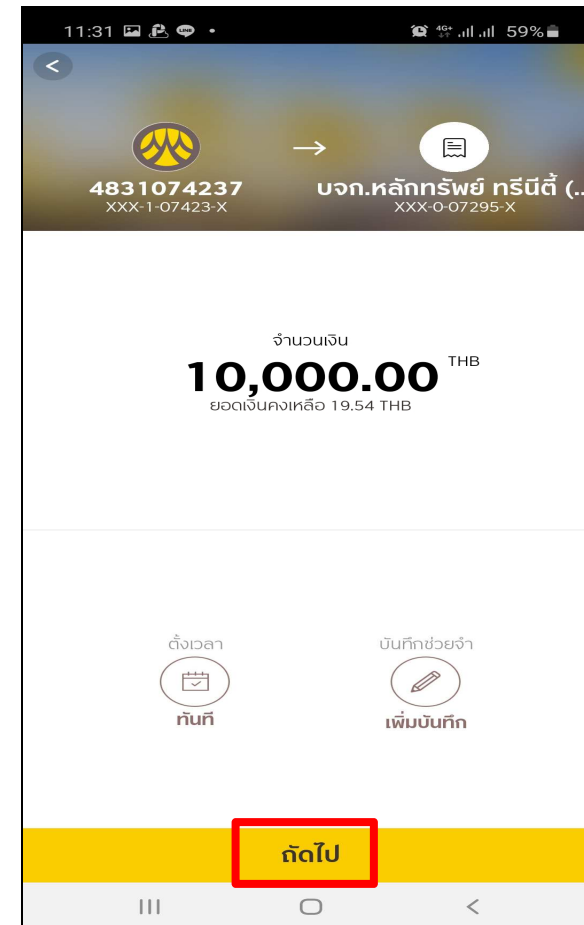 11:31
4G+ 59%
4831074237
XXX-1-07423-X
บจก.หลักทรัพย์ ทรีนีตี้ (..
XXX-0-07295-X
จำนวนเงิน
10,000.00 THB
ยอดเงินคงเหลือ 19.54 THB
ตั้งเวลา
ทันที
บันทึกช่วยจำ
เพิ่มบันทึก
ถัดไป